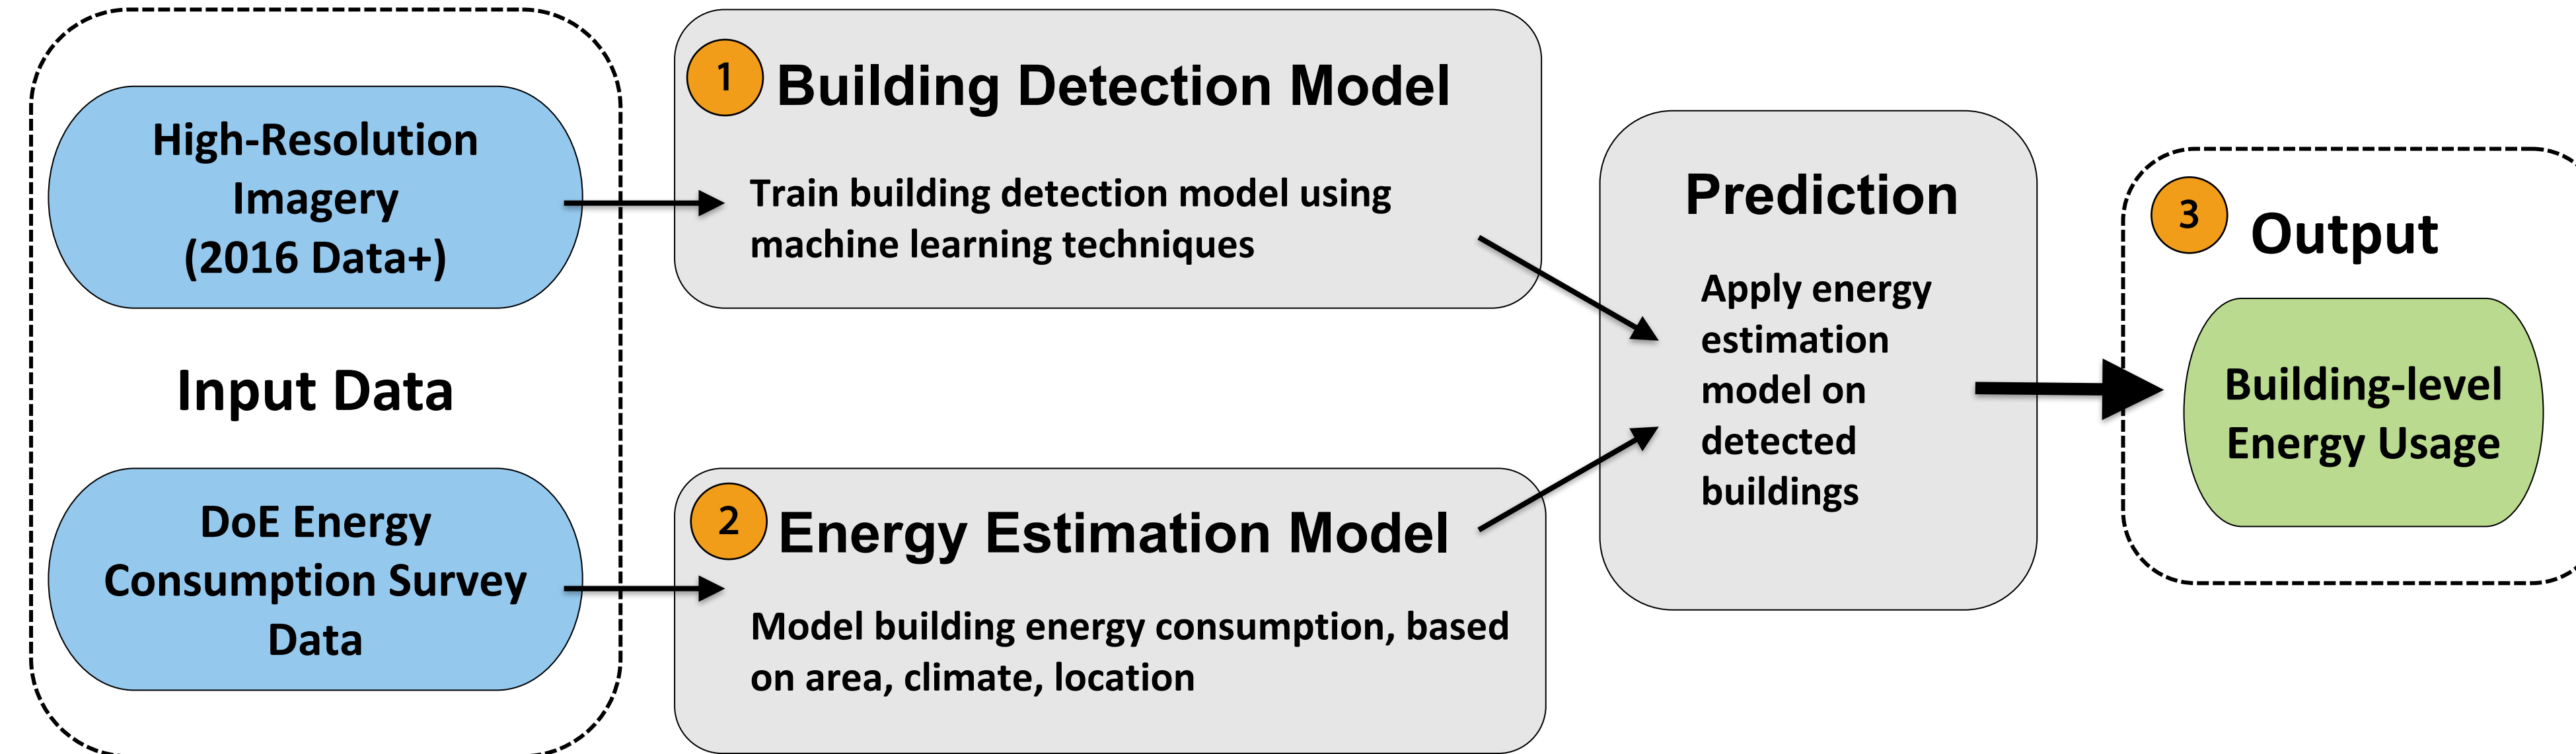 High-Resolution
Imagery
(2016 Data+)
Input Data
DoE Energy
Consumption Survey
Data
1
Building Detection Model
Train building detection model using
machine learning techniques
2
Energy Estimation Model
Model building energy consumption, based
on area, climate, location
Prediction
Apply energy
estimation
model on
detected
buildings
3
Output
Building-level
Energy Usage